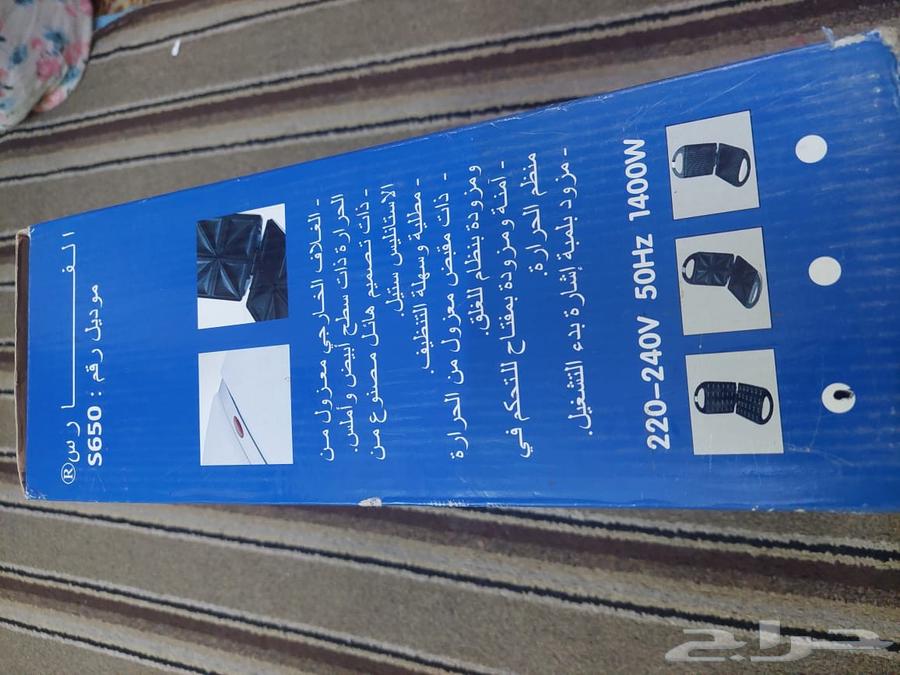 الفـــــــــــارس®
موديل رقم : S650
- الغلاف الخارجي معزول من
الحرارة ذات سطح أبيض وأملس.
- ذات تصميم هائل مصنوع من
الاستانليس ستيل.
- مطلية وسهلة التنظيف.
- ذات مقبض معزول من الحرارة
ومزودة بنظام للغلق.
- آمنة ومزودة بمفتاح للتحكم في
منظم الحرارة.
- مزود بلمبة إشارة بدء التشغيل.
220-240V 50Hz 1400W
حراج